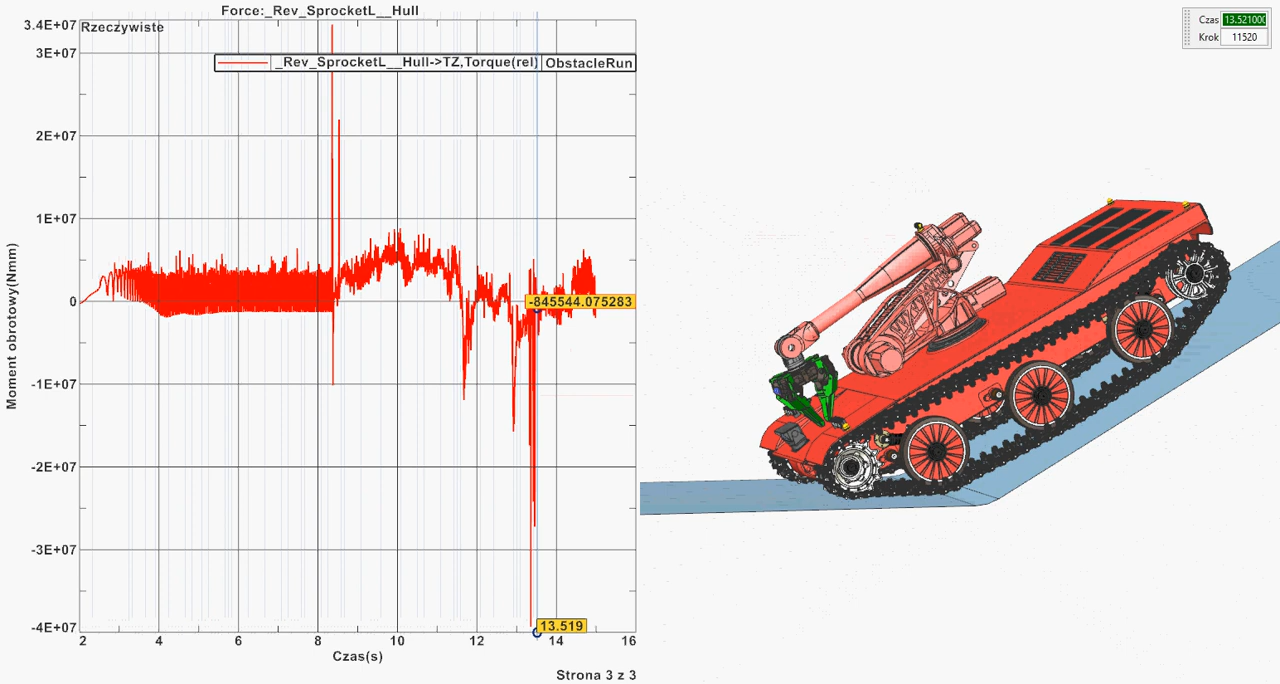 Force:_Rev_SprocketL__Hull
3.4E+07
Rzeczywiste
3E+07
_Rev_SprocketL__Hull->TZ,Torque(rel)
ObstacleRun
2E+07
1E+07
0
-845544.075283
-1E+07
-2E+07
-3E+07
-4E+07
13.519
Moment obrotowy(Nmm)
2 4 6 8 10 12 14 16
Czas(s)
Strona 3 z 3
Czas 13.521000
Krok 11520